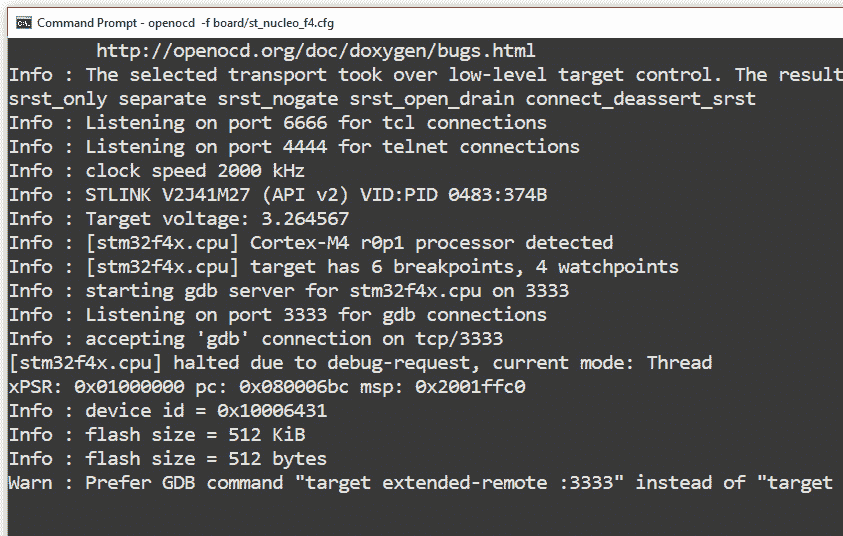 Command Prompt - openocd -f board/st_nucleo_f4.cfg
http://openocd.org/doc/doxygen/bugs.html
Info : The selected transport took over low-level target control. The result
srst_only separate srst_nogate srst_open_drain connect_deassert_srst
Info : Listening on port 6666 for tcl connections
Info : Listening on port 4444 for telnet connections
Info : clock speed 2000 kHz
Info : STLINK V2J41M27 (API v2) VID:PID 0483:374B
Info : Target voltage: 3.264567
Info : [stm32f4x.cpu] Cortex-M4 r0p1 processor detected
Info : [stm32f4x.cpu] target has 6 breakpoints, 4 watchpoints
Info : starting gdb server for stm32f4x.cpu on 3333
Info : Listening on port 3333 for gdb connections
Info : accepting 'gdb' connection on tcp/3333
[stm32f4x.cpu] halted due to debug-request, current mode: Thread
xPSR: 0x01000000 pc: 0x080006bc msp: 0x2001ffc0
Info : device id = 0x10006431
Info : flash size = 512 KiB
Info : flash size = 512 bytes
Warn : Prefer GDB command "target extended-remote :3333" instead of "target